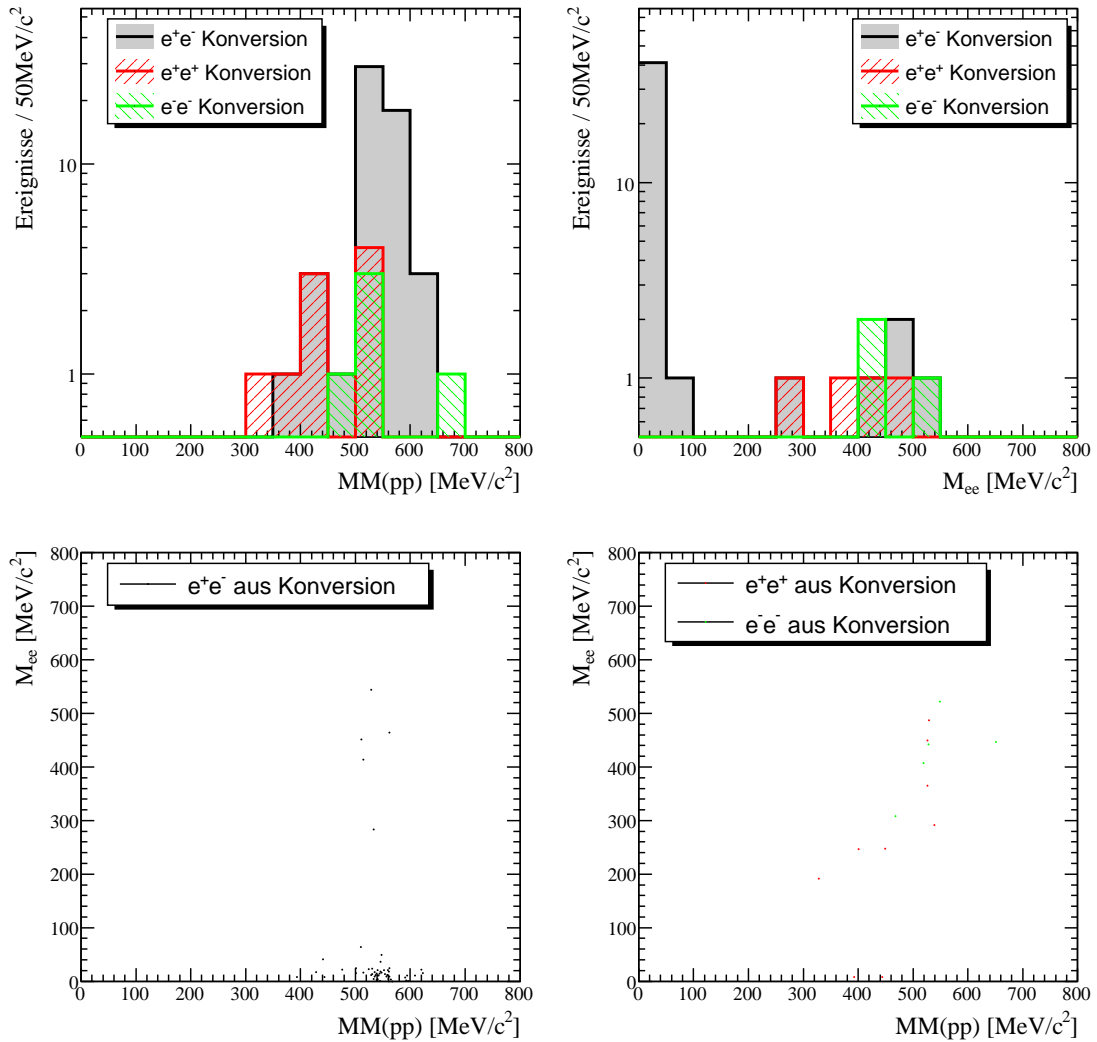 Ereignisse / 50MeV/c²
e⁺e⁻ Konversion
e⁺e⁺ Konversion
e⁻e⁻ Konversion
10
1
0 100 200 300 400 500 600 700 800
MM(pp) [MeV/c²]
Ereignisse / 50MeV/c²
e⁺e⁻ Konversion
e⁺e⁺ Konversion
e⁻e⁻ Konversion
10
1
0 100 200 300 400 500 600 700 800
M_ee [MeV/c²]
M_ee [MeV/c²]
e⁺e⁻ aus Konversion
800
700
600
500
400
300
200
100
0
0 100 200 300 400 500 600 700 800
MM(pp) [MeV/c²]
M_ee [MeV/c²]
e⁺e⁺ aus Konversion
e⁻e⁻ aus Konversion
800
700
600
500
400
300
200
100
0
0 100 200 300 400 500 600 700 800
MM(pp) [MeV/c²]